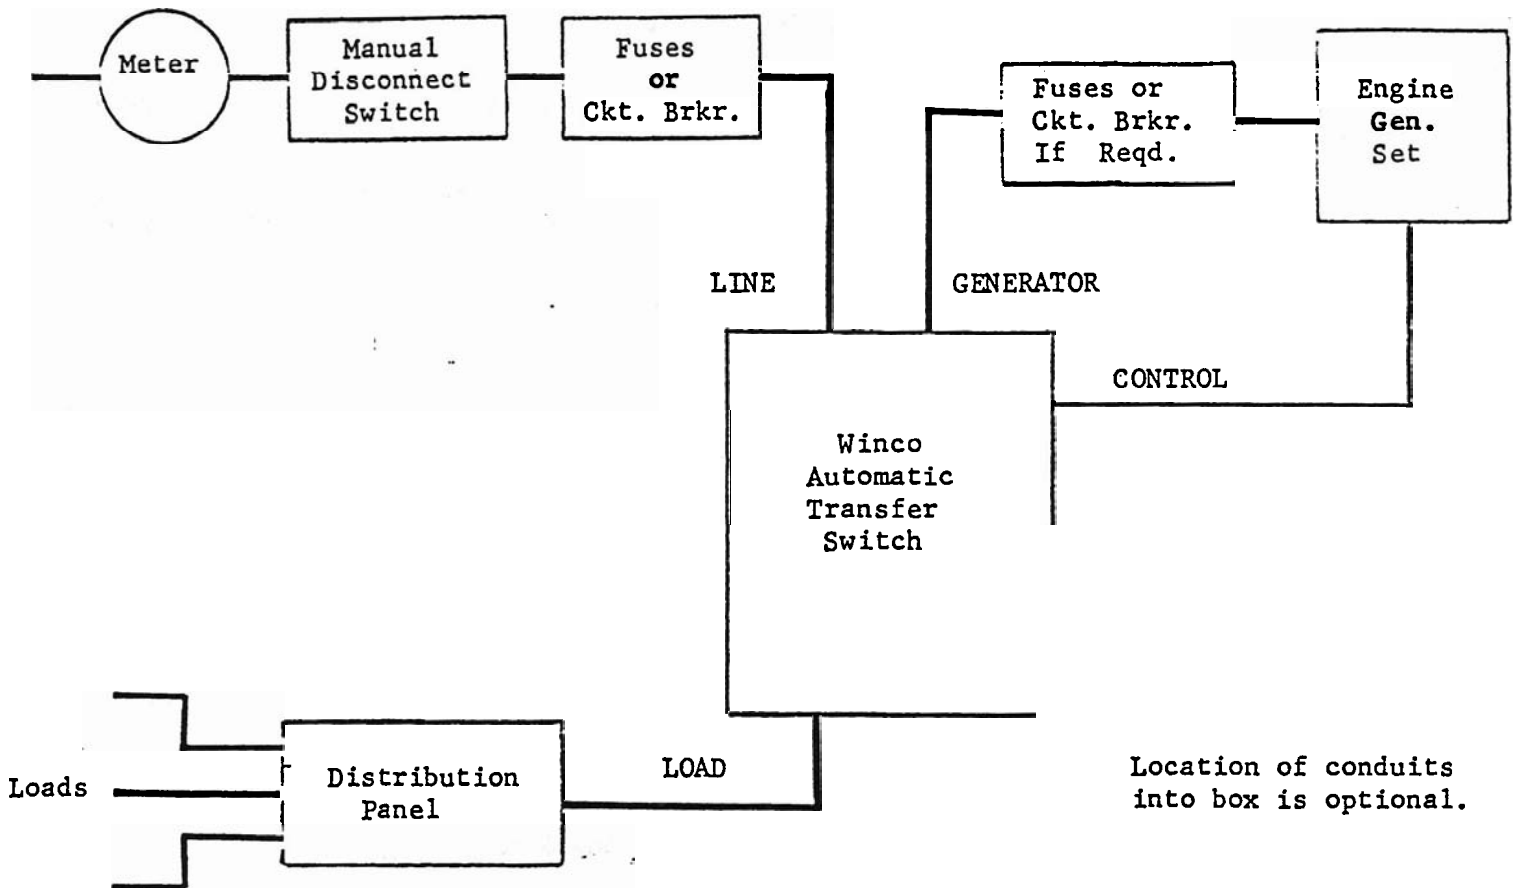 Meter
Manual
Disconnect
Switch
Fuses
or
Ckt. Brkr.
Fuses or
Ckt. Brkr.
If Reqd.
Engine
Gen.
Set
LINE
GENERATOR
CONTROL
Winco
Automatic
Transfer
Switch
Loads
Distribution
Panel
LOAD
Location of conduits
into box is optional.